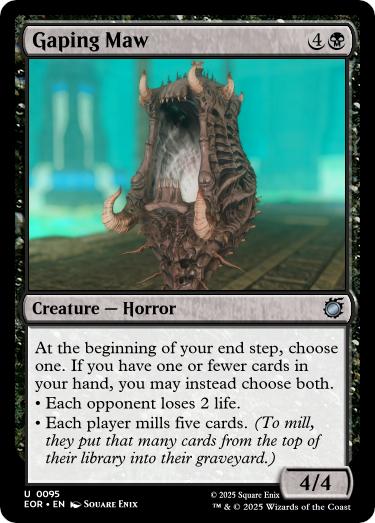 Gaping Maw 4
Creature — Horror
At the beginning of your end step, choose
one. If you have one or fewer cards in
your hand, you may instead choose both.
• Each opponent loses 2 life.
• Each player mills five cards. (To mill,
they put that many cards from the top of
their library into their graveyard.)
4/4
U 0095
EOR • EN SQUARE ENIX
© 2025 Square Enix
™ & © 2025 Wizards of the Coast